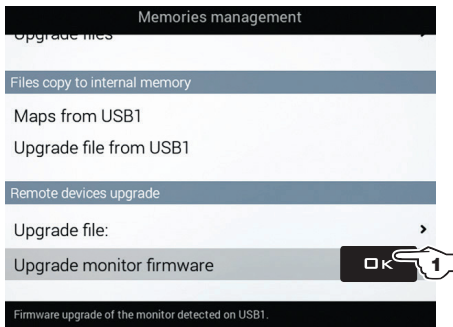 Memories management
Upgrade files
Files copy to internal memory
Maps from USB1
Upgrade file from USB1
Remote devices upgrade
Upgrade file:
Upgrade monitor firmware
OK
1
Firmware upgrade of the monitor detected on USB1.